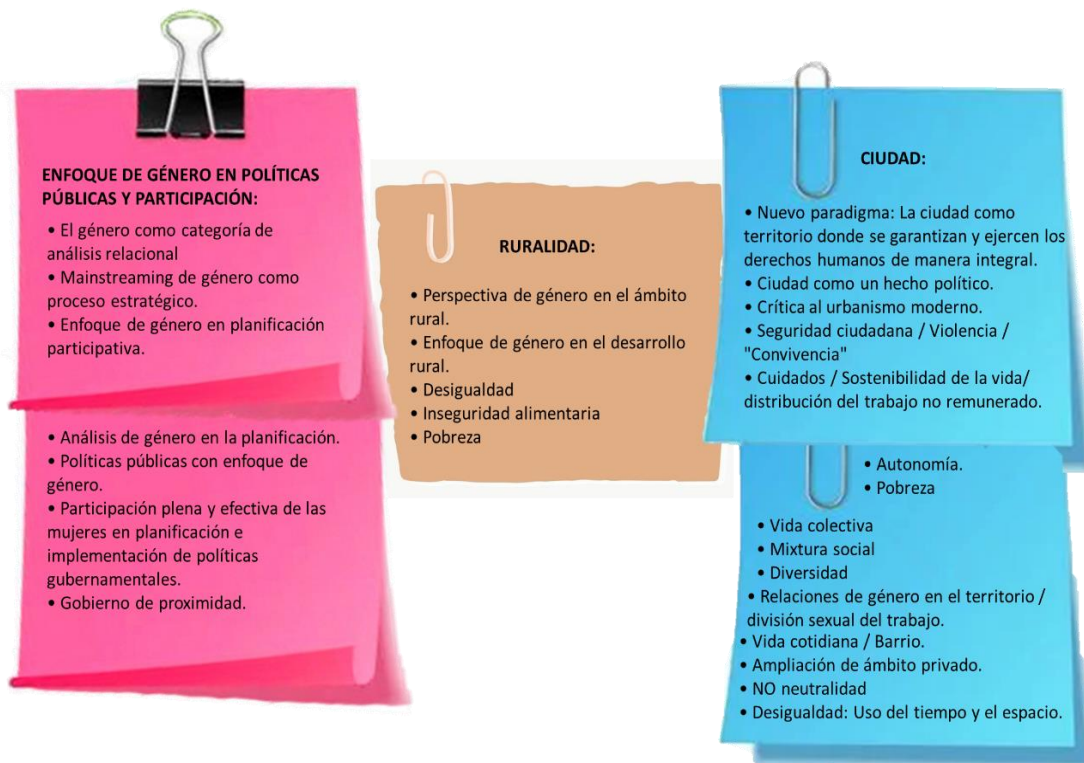 ENFOQUE DE GÉNERO EN POLÍTICAS
PÚBLICAS Y PARTICIPACIÓN:
• El género como categoría de
análisis relacional
• Mainstreaming de género como
proceso estratégico.
• Enfoque de género en planificación
participativa.
• Análisis de género en la planificación.
• Políticas públicas con enfoque de
género.
• Participación plena y efectiva de las
mujeres en planificación e
implementación de políticas
gubernamentales.
• Gobierno de proximidad.
RURALIDAD:
• Perspectiva de género en el ámbito
rural.
• Enfoque de género en el desarrollo
rural.
• Desigualdad
• Inseguridad alimentaria
• Pobreza
CIUDAD:
• Nuevo paradigma: La ciudad como
territorio donde se garantizan y ejercen los
derechos humanos de manera integral.
• Ciudad como un hecho político.
• Crítica al urbanismo moderno.
• Seguridad ciudadana / Violencia /
"Convivencia"
• Cuidados / Sostenibilidad de la vida/
distribución del trabajo no remunerado.
• Autonomía.
• Pobreza
• Vida colectiva
• Mixtura social
• Diversidad
• Relaciones de género en el territorio /
división sexual del trabajo.
• Vida cotidiana / Barrio.
• Ampliación de ámbito privado.
• NO neutralidad
• Desigualdad: Uso del tiempo y el espacio.